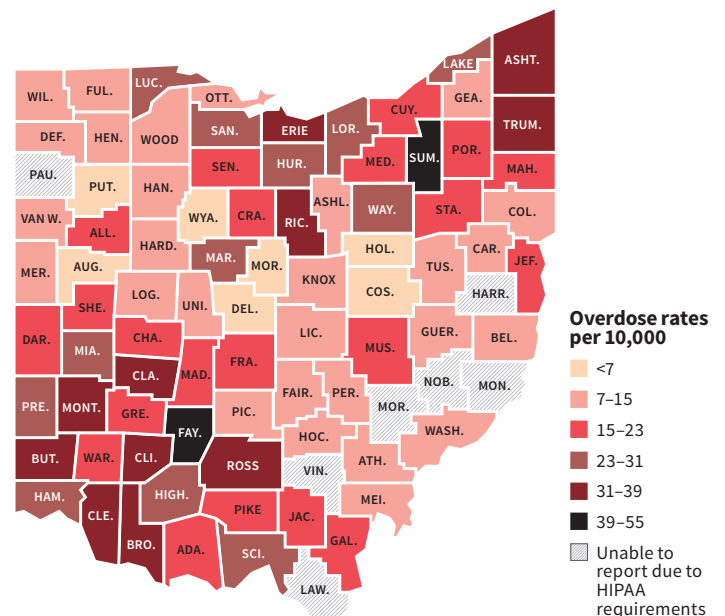 ASHT.
LAKE
LUC.
FUL.
WIL.
OTT.
GEA.
CUY.
TRUM.
DEF.
HEN.
WOOD
SAN.
ERIE
LOR.
POR.
SUM.
MED.
HUR.
SEN.
MAH.
PAU.
PUT.
HAN.
ASHL.
WAY.
STA.
COL.
WYA.
CRA.
RIC.
VAN W.
ALL.
HARD.
HOL.
CAR.
JEF.
MAR.
MOR.
TUS.
MER.
AUG.
KNOX
COS.
HARR.
LOG.
UNI.
DEL.
SHE.
LIC.
GUER.
BEL.
DAR.
CHA.
MUS.
MIA.
FRA.
CLA.
MAD.
NOB.
MON.
FAIR.
PER.
PRE.
MONT.
GRE.
PIC.
MOR.
WASH.
FAY.
HOC.
BUT.
WAR.
CLI.
ROSS
VIN.
ATH.
HAM.
HIGH.
MEI.
CLE.
PIKE
JAC.
BRO.
ADA.
SCI.
GAL.
LAW.
Overdose rates
per 10,000
<7
7–15
15–23
23–31
31–39
39–55
Unable to
report due to
HIPAA
requirements